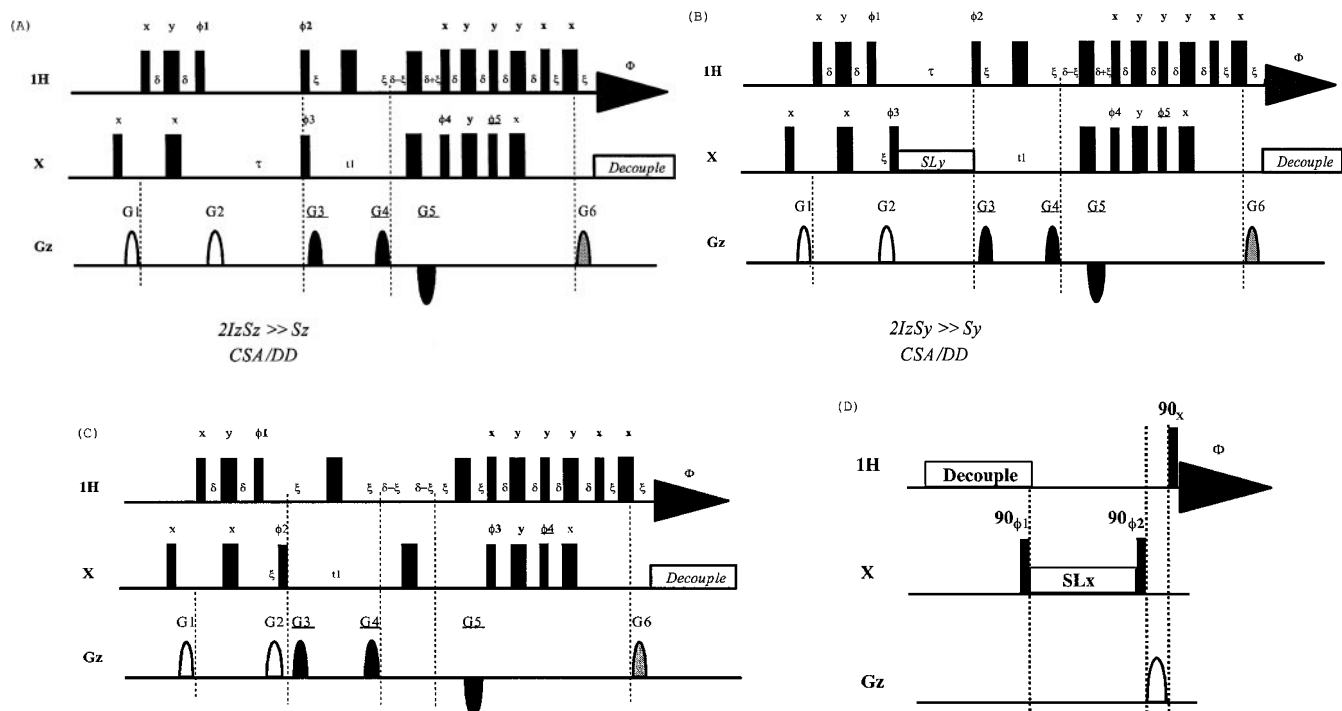 (A)
x y ϕ1 ϕ2 x y y y x x
1H δ δ ξ ξ δ-ξ δ+ξ δ δ δ δ ξ ξ Φ
x x ϕ3 ϕ4 y ϕ5 x
X τ t1 Decouple
G1 G2 G3 G4 G5 G6
Gz
2IzSz >> Sz
CSA/DD
(B)
x y ϕ1 ϕ2 x y y y x x
1H δ δ τ ξ ξ δ-ξ δ+ξ δ δ δ δ ξ ξ Φ
x x ϕ3 ϕ4 y ϕ5 x
X ξ SLy t1 Decouple
G1 G2 G3 G4 G5 G6
Gz
2IzSy >> Sy
CSA/DD
(C)
x y ϕ1 x y y y x x
1H δ δ ξ ξ δ-ξ δ-ξ ξ ξ δ δ δ δ ξ ξ Φ
x x ϕ2 ϕ3 y ϕ4 x
X ξ t1 Decouple
G1 G2 G3 G4 G5 G6
Gz
(D)
90x
1H Decouple Φ
90ϕ1 90ϕ2
X SLx
Gz